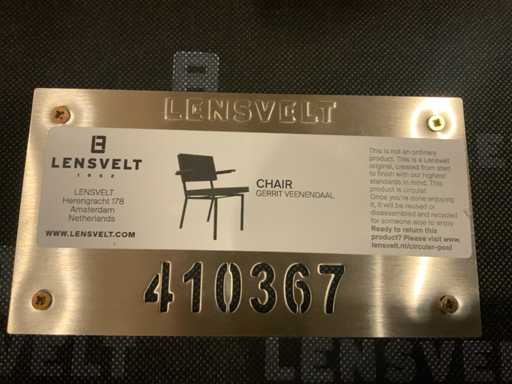 LENSVELT
LENSVELT
1962
LENSVELT
Herengracht 178
Amsterdam
Netherlands
WWW.LENSVELT.COM
CHAIR
GERRIT VEENENDAAL
This is not an ordinary
product. This is a Lensvelt
original, created from start
to finish with our highest
standards in mind. This
product is circular.
Once you're done enjoying
it, it will be reused or
disassembled and recycled
for someone else to enjoy.
Ready to return this
product? Please visit www.
lensvelt.nl/circular-pool
410367
VELT
LENSVELT